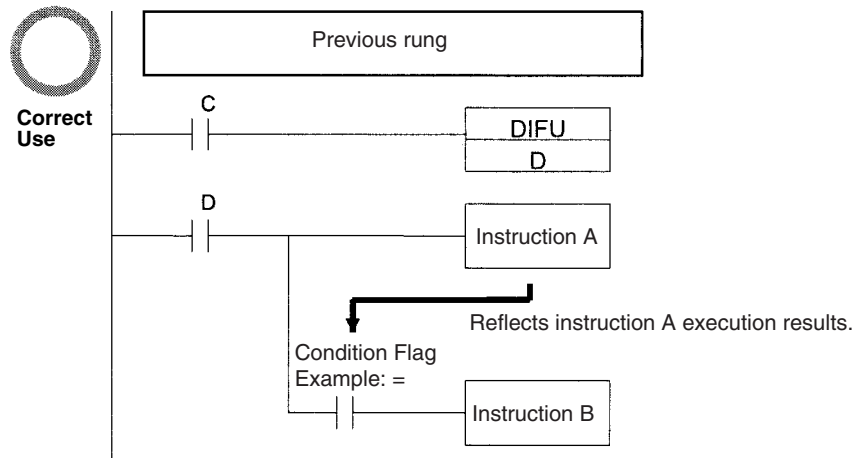 Previous rung
Correct
Use
C
DIFU
D
D
Instruction A
Reflects instruction A execution results.
Condition Flag
Example: =
Instruction B